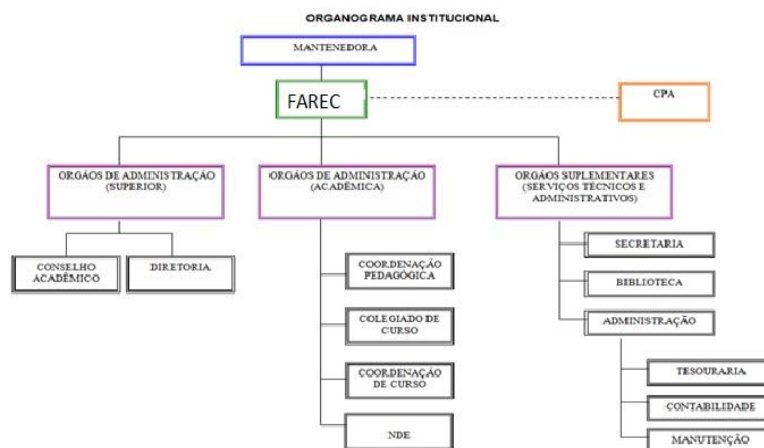 ORGANOGRAMA INSTITUCIONAL
MANTENEDORA
FAREC
CPA
ORGÃOS DE ADMINISTRAÇÃO
(SUPERIOR)
ORGÃOS DE ADMINISTRAÇÃO
(ACADÊMICA)
ORGÃOS SUPLEMENTARES
(SERVIÇOS TÉCNICOS E
ADMINISTRATIVOS)
CONSELHO
ACADÊMICO
DIRETORIA
COORDENAÇÃO
PEDAGÓGICA
COLEGIADO DE
CURSO
COORDENAÇÃO
DE CURSO
NDE
SECRETARIA
BIBLIOTECA
ADMINISTRAÇÃO
TESOURARIA
CONTABILIDADE
MANUTENÇÃO